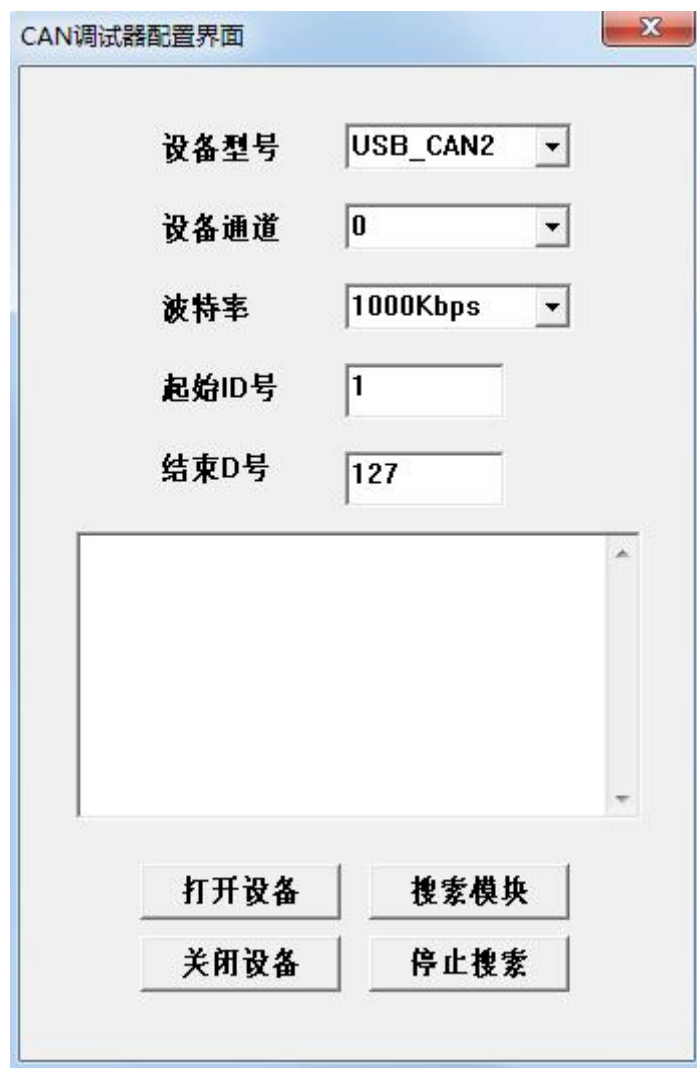 CAN调试器配置界面
设备型号 USB_CAN2
设备通道 0
波特率 1000Kbps
起始ID号 1
结束D号 127
打开设备 搜索模块
关闭设备 停止搜索